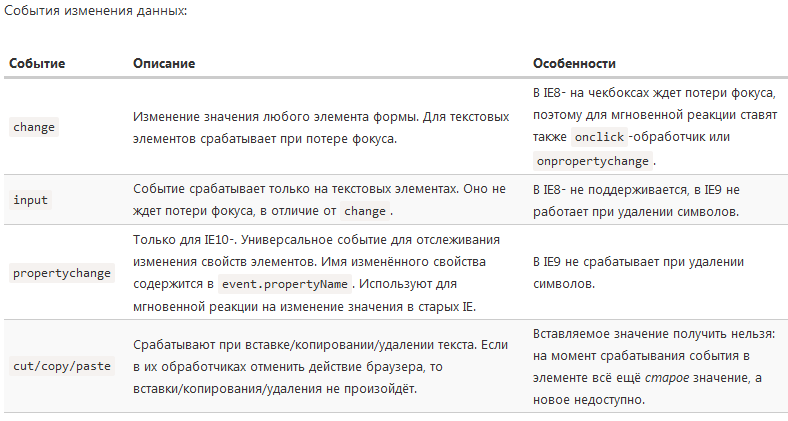 События изменения данных:
Событие Описание Особенности
change
Изменение значения любого элемента формы. Для текстовых
элементов срабатывает при потере фокуса.
В IE8- на чекбоксах ждет потери фокуса,
поэтому для мгновенной реакции ставят
также onclick -обработчик или
onpropertychange.
input
Событие срабатывает только на текстовых элементах. Оно не
ждет потери фокуса, в отличие от change.
В IE8- не поддерживается, в IE9 не
работает при удалении символов.
propertychange
Только для IE10-. Универсальное событие для отслеживания
изменения свойств элементов. Имя изменённого свойства
содержится в event.propertyName. Используют для
мгновенной реакции на изменение значения в старых IE.
В IE9 не срабатывает при удалении
символов.
cut/copy/paste
Срабатывают при вставке/копировании/удалении текста. Если
в их обработчиках отменить действие браузера, то
вставки/копирования/удаления не произойдёт.
Вставляемое значение получить нельзя:
на момент срабатывания события в
элементе всё ещё старое значение, а
новое недоступно.